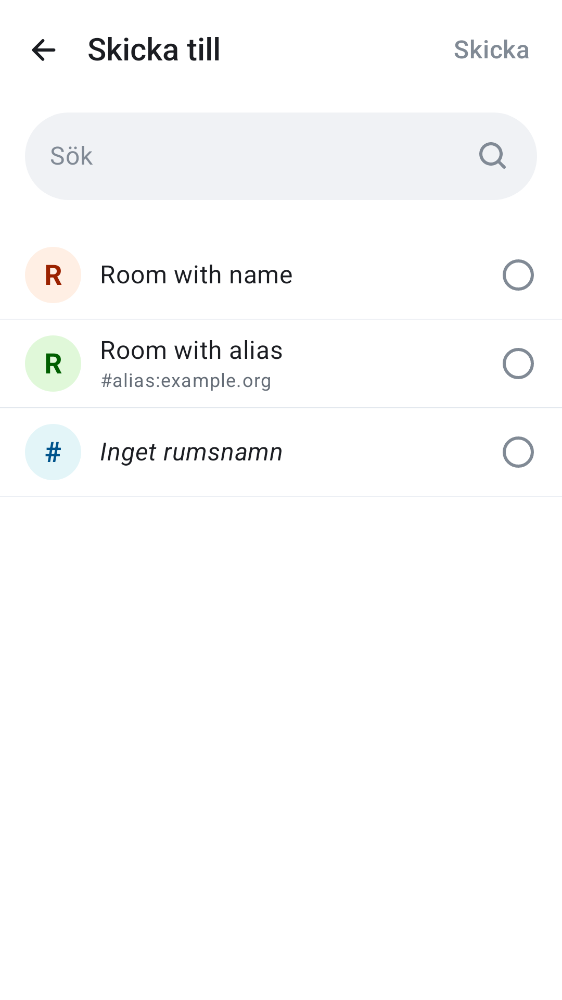 Skicka till
Skicka
Sök
R
Room with name
R
Room with alias
#alias:example.org
#
Inget rumsnamn